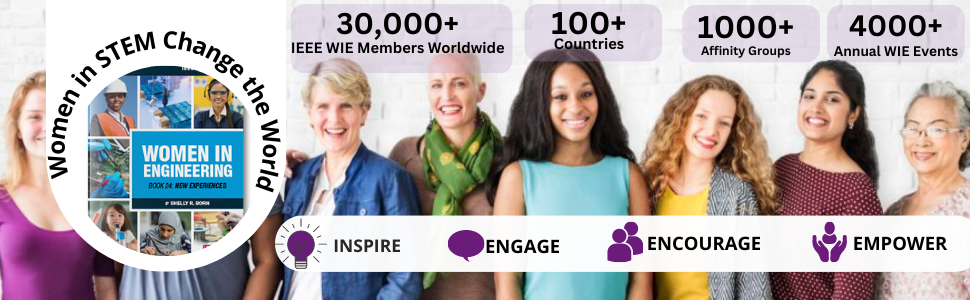 Women in STEM Change the World
WOMEN IN
ENGINEERING
BOOK 24: NEW EXPERIENCES
BY SHELLY R. BORN
30,000+
IEEE WIE Members Worldwide
100+
Countries
1000+
Affinity Groups
4000+
Annual WIE Events
INSPIRE
ENGAGE
ENCOURAGE
EMPOWER